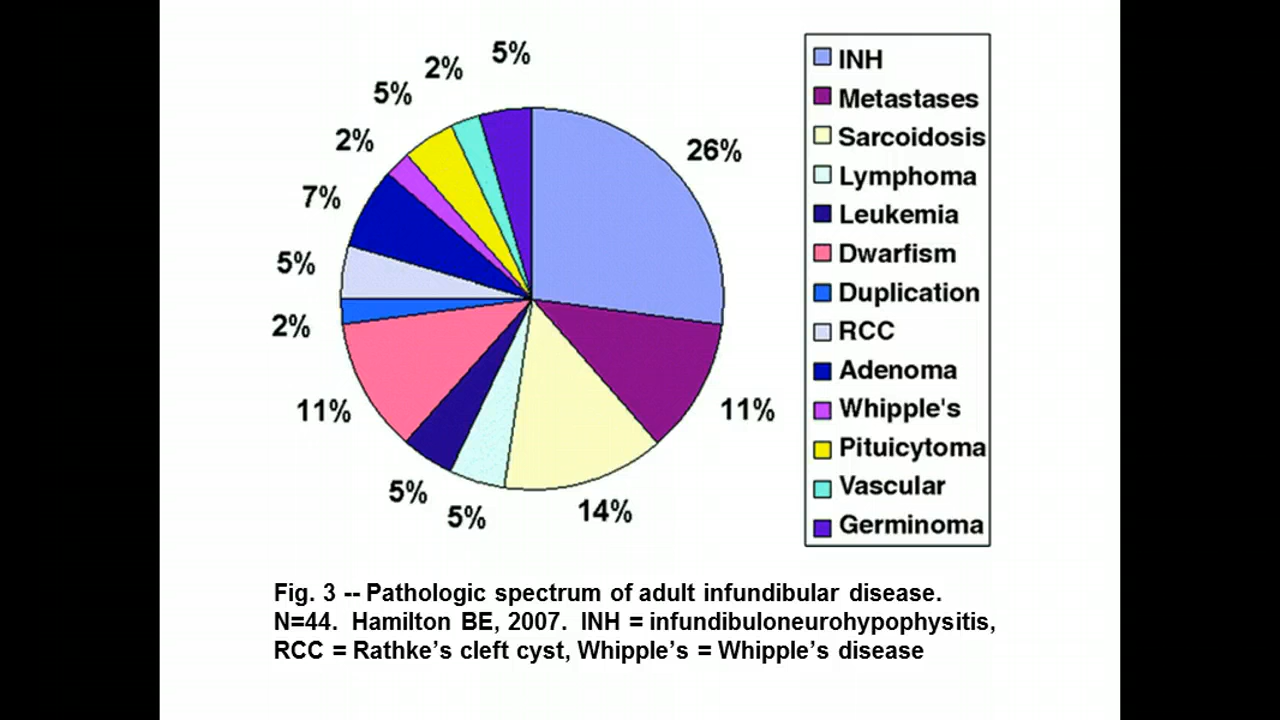 5%
2%
5%
2%
7%
5%
2%
11%
5%
5%
14%
11%
26%
INH
Metastases
Sarcoidosis
Lymphoma
Leukemia
Dwarfism
Duplication
RCC
Adenoma
Whipple's
Pituicytoma
Vascular
Germinoma
Fig. 3 -- Pathologic spectrum of adult infundibular disease.
N=44.  Hamilton BE, 2007.  INH = infundibuloneurohypophysitis,
RCC = Rathke’s cleft cyst, Whipple’s = Whipple’s disease